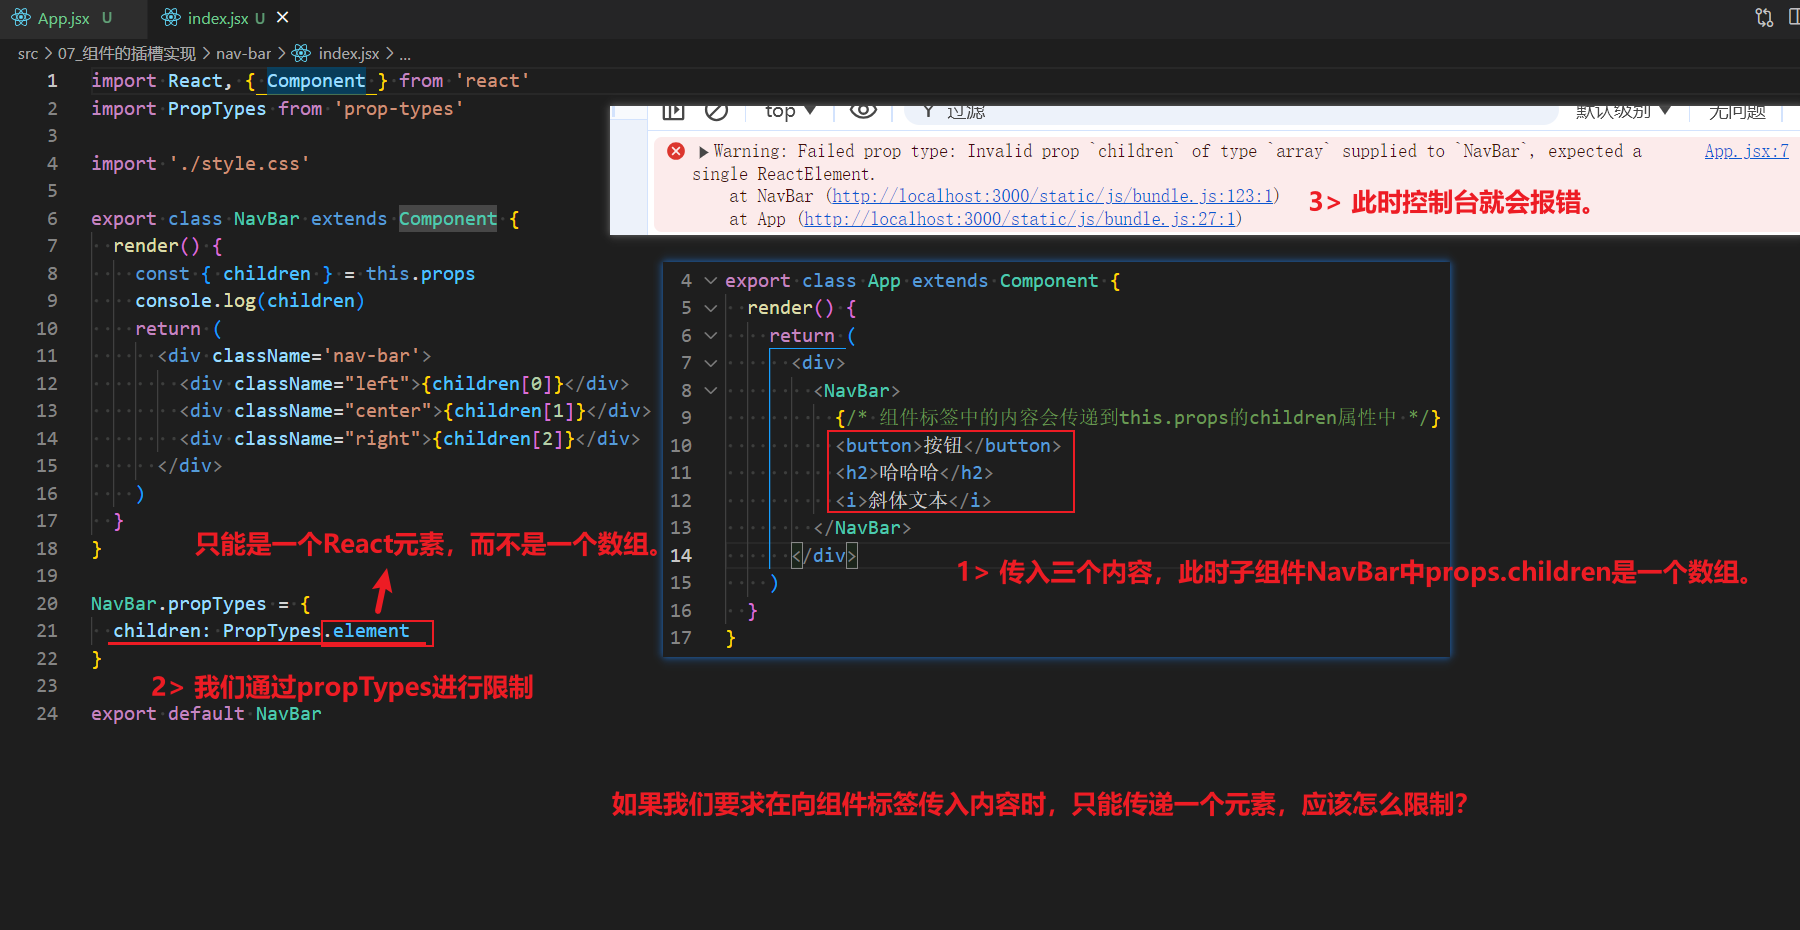 App.jsx U
index.jsx U
src > 07_组件的插槽实现 > nav-bar > index.jsx > ...
1 import React, { Component } from 'react'
2 import PropTypes from 'prop-types'
3
4 import './style.css'
5
6 export class NavBar extends Component {
7 render() {
8 const { children } = this.props
9 console.log(children)
10 return (
11 <div className='nav-bar'>
12 <div className="left">{children[0]}</div>
13 <div className="center">{children[1]}</div>
14 <div className="right">{children[2]}</div>
15 </div>
16 )
17 }
18 }
19
20 NavBar.propTypes = {
21 children: PropTypes.element
22 }
23
24 export default NavBar
只能是一个React元素，而不是一个数组。
2> 我们通过propTypes进行限制
top 过滤 默认级别 无问题
Warning: Failed prop type: Invalid prop `children` of type `array` supplied to `NavBar`, expected a App.jsx:7
single ReactElement.
at NavBar (http://localhost:3000/static/js/bundle.js:123:1)
at App (http://localhost:3000/static/js/bundle.js:27:1)
3> 此时控制台就会报错。
4 export class App extends Component {
5 render() {
6 return (
7 <div>
8 <NavBar>
9 {/* 组件标签中的内容会传递到this.props的children属性中 */}
10 <button>按钮</button>
11 <h2>哈哈哈</h2>
12 <i>斜体文本</i>
13 </NavBar>
14 </div>
15 )
16 }
17 }
1> 传入三个内容，此时子组件NavBar中props.children是一个数组。
如果我们要求在向组件标签传入内容时，只能传递一个元素，应该怎么限制?